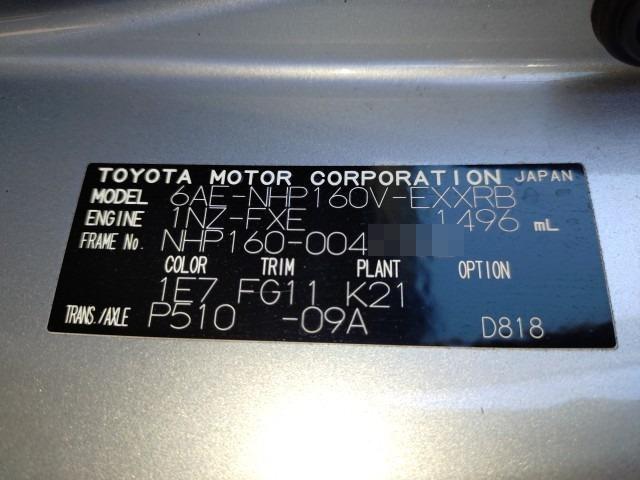 TOYOTA MOTOR CORPORATION JAPAN
MODEL 6AE-NHP160V-EXXRB
ENGINE 1NZ-FXE 1496 mL
FRAME No. NHP160-004
COLOR TRIM PLANT OPTION
1E7 FG11 K21
TRANS./AXLE P510 -09A D818